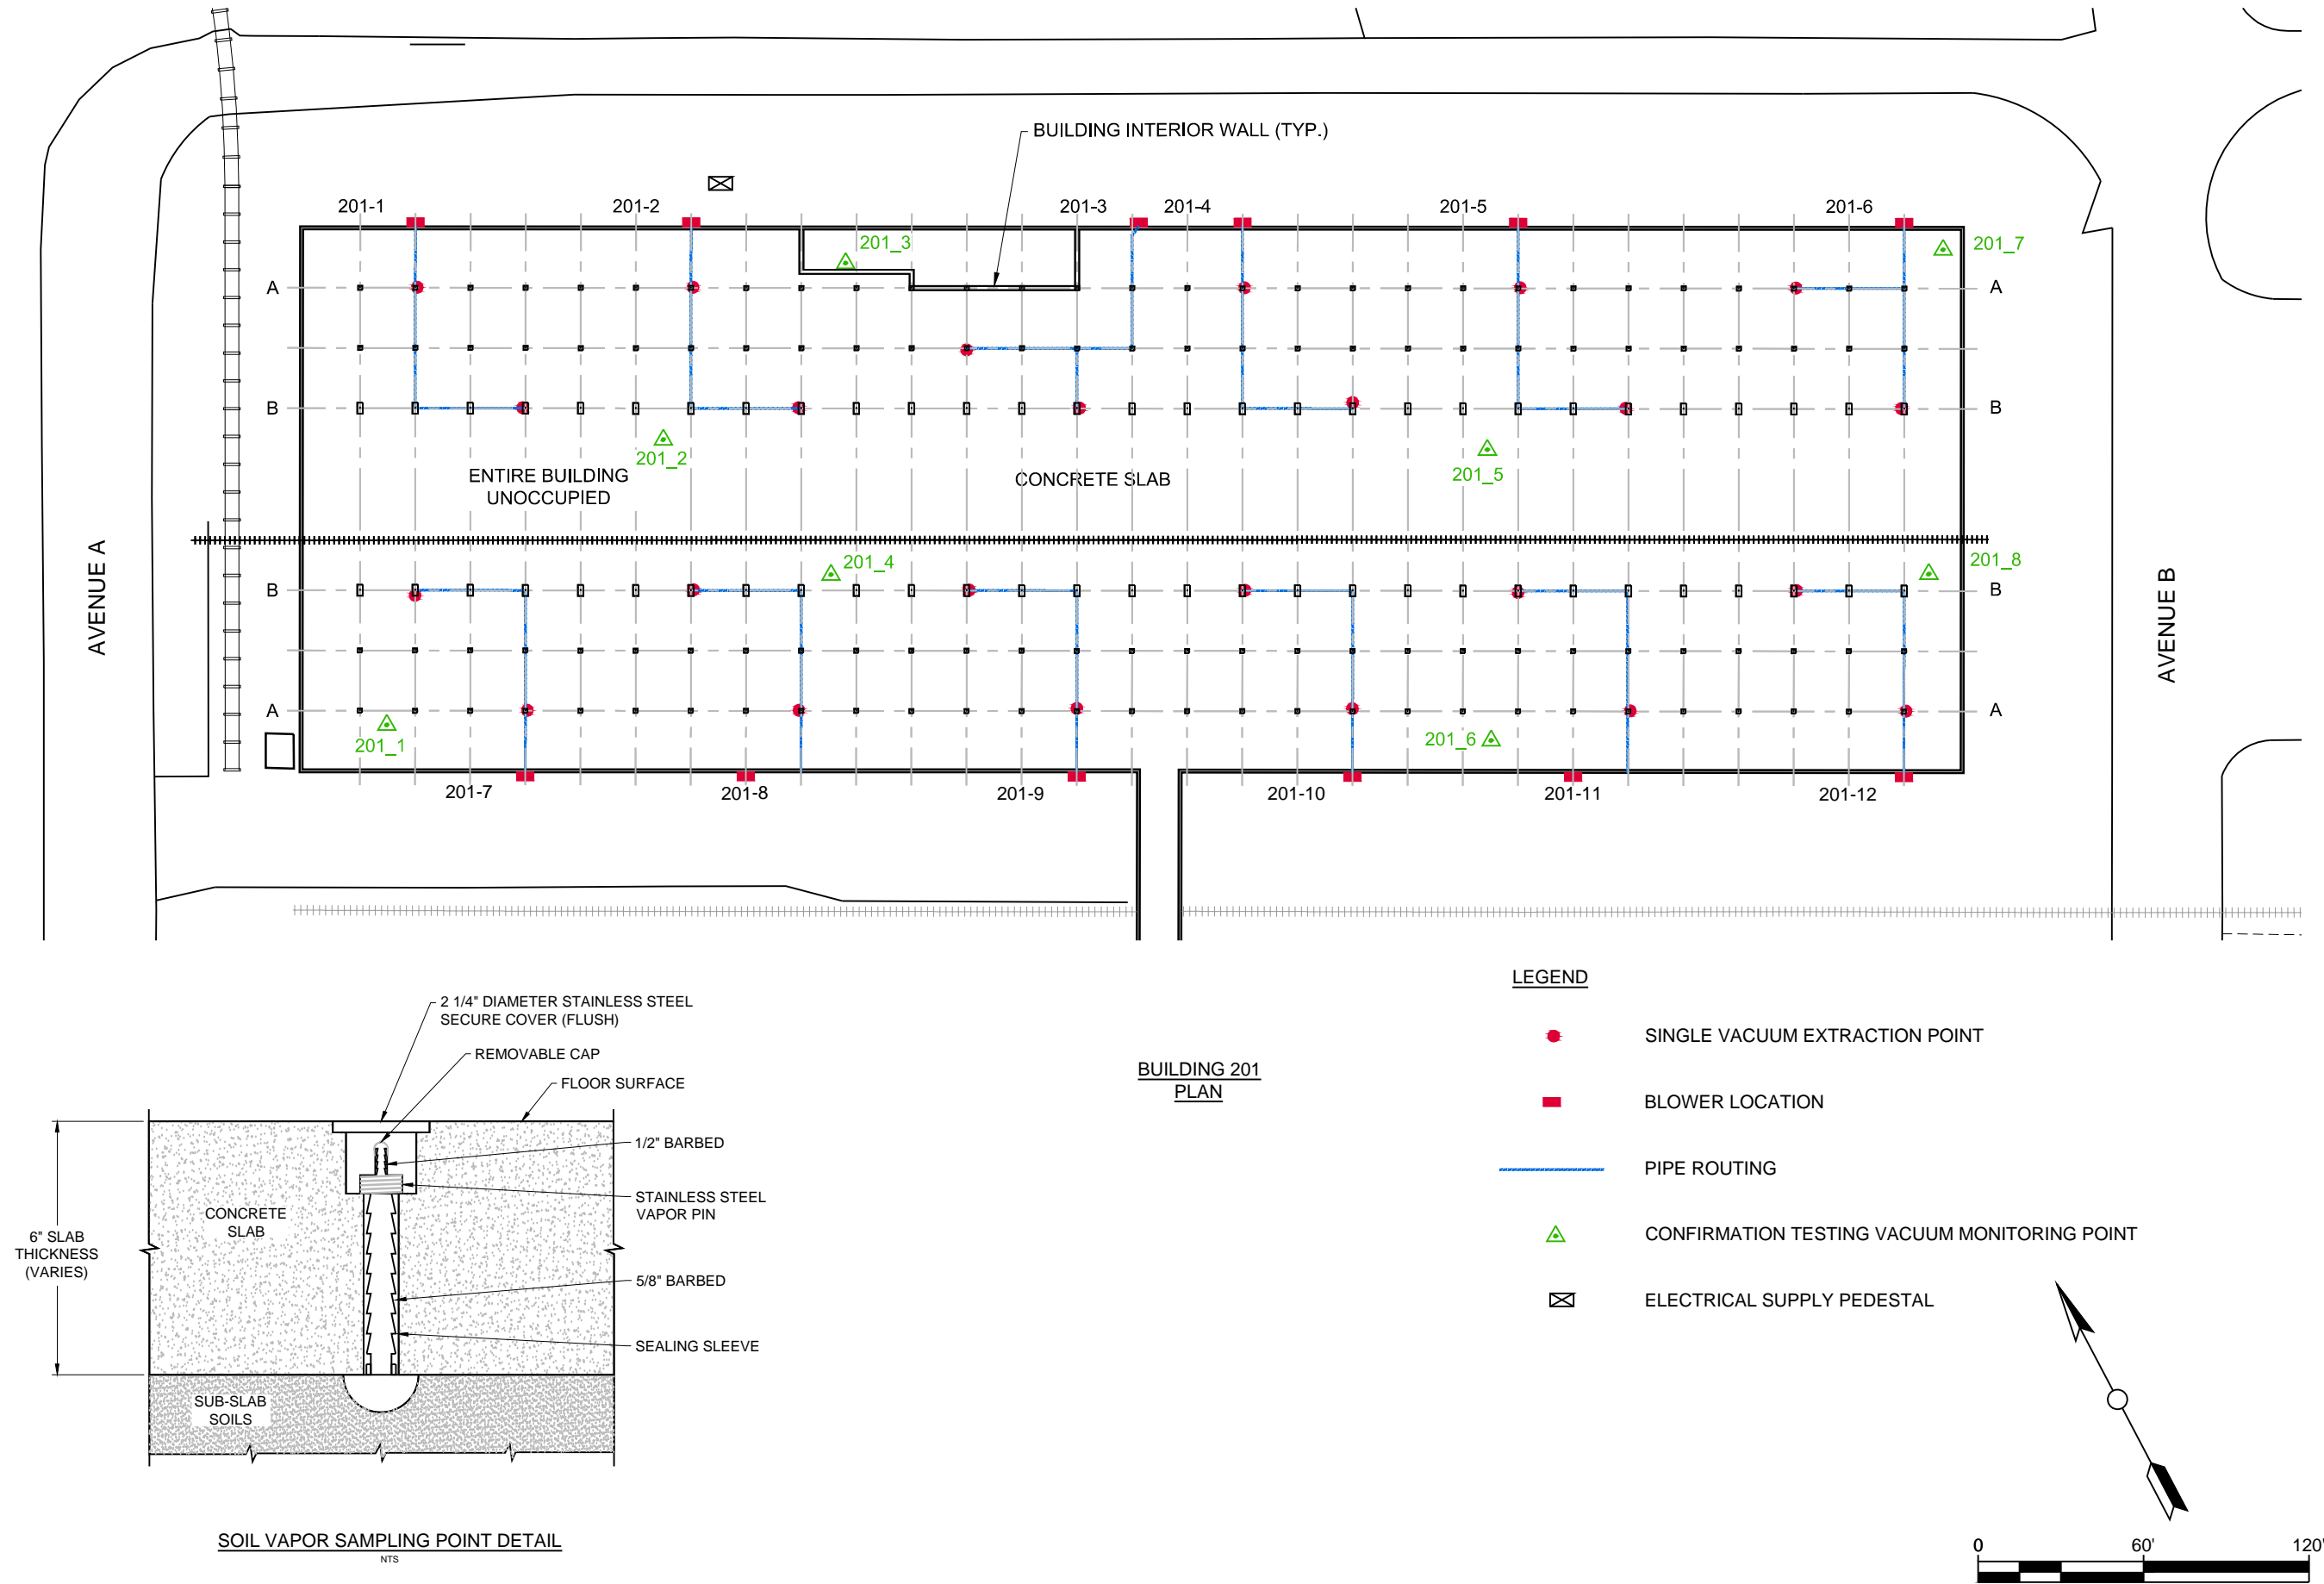 BUILDING INTERIOR WALL (TYP.)
201-1
201-2
201-3
201-4
201-5
201-6
201_3
201_7
A
A
B
B
201_2
201_5
ENTIRE BUILDING
UNOCCUPIED
CONCRETE SLAB
AVENUE A
AVENUE B
201_4
201_8
B
B
A
A
201_1
201_6
201-7
201-8
201-9
201-10
201-11
201-12
2 1/4" DIAMETER STAINLESS STEEL
SECURE COVER (FLUSH)
REMOVABLE CAP
FLOOR SURFACE
1/2" BARBED
STAINLESS STEEL
VAPOR PIN
CONCRETE
SLAB
6" SLAB
THICKNESS
(VARIES)
5/8" BARBED
SEALING SLEEVE
SUB-SLAB
SOILS
SOIL VAPOR SAMPLING POINT DETAIL
NTS
BUILDING 201
PLAN
LEGEND
SINGLE VACUUM EXTRACTION POINT
BLOWER LOCATION
PIPE ROUTING
CONFIRMATION TESTING VACUUM MONITORING POINT
ELECTRICAL SUPPLY PEDESTAL
0 60' 120'